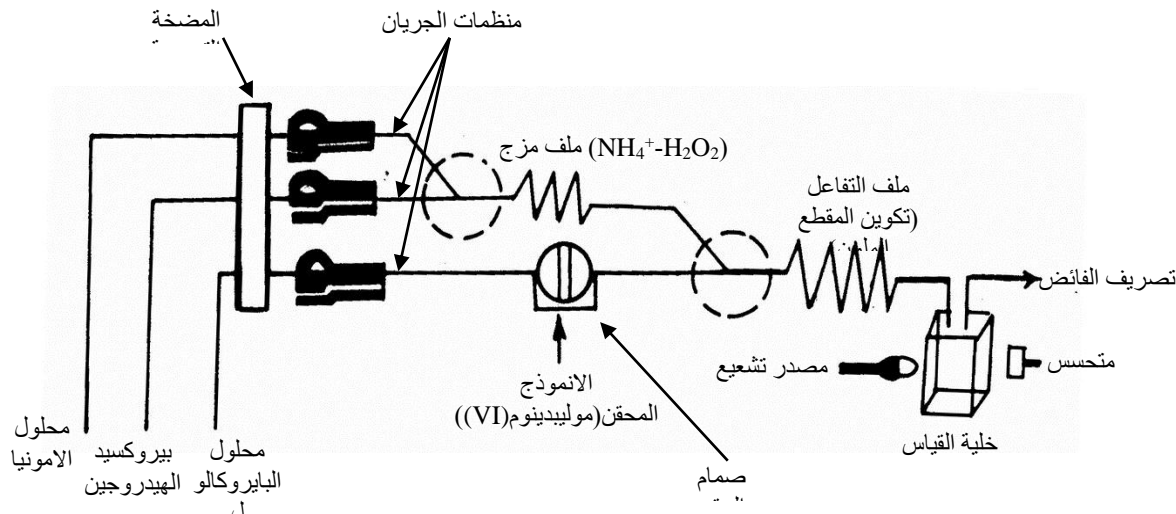 المضخة
منظمات الجريان
ملف مزج (NH₄⁺-H₂O₂)
ملف التفاعل
(تكوين المقطع
تصريف الفائض
متحسس
مصدر تشعيع
خلية القياس
الانموذج
المحقن(موليبدينوم(VI))
صمام
محلول
الامونيا
بيروكسيد
الهيدروجين
محلول
البايروكالو
ل